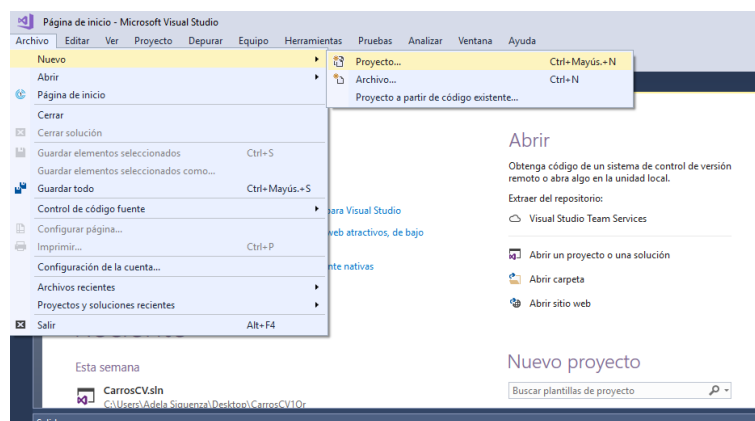 Página de inicio - Microsoft Visual Studio
Archivo Editar Ver Proyecto Depurar Equipo Herramientas Pruebas Analizar Ventana Ayuda
Nuevo
Abrir
Página de inicio
Cerrar
Cerrar solución
Guardar elementos seleccionados Ctrl+S
Guardar elementos seleccionados como...
Guardar todo Ctrl+Mayús.+S
Control de código fuente
Configurar página...
Imprimir... Ctrl+P
Configuración de la cuenta...
Archivos recientes
Proyectos y soluciones recientes
Salir Alt+F4
Proyecto... Ctrl+Mayús.+N
Archivo... Ctrl+N
Proyecto a partir de código existente...
para Visual Studio
web atractivos, de bajo
nte nativas
Esta semana
CarrosCV.sln
C:\Users\Adela Siguenza\Desktop\CarrosCV1Or
Abrir
Obtenga código de un sistema de control de versión
remoto o abra algo en la unidad local.
Extraer del repositorio:
Visual Studio Team Services
Abrir un proyecto o una solución
Abrir carpeta
Abrir sitio web
Nuevo proyecto
Buscar plantillas de proyecto